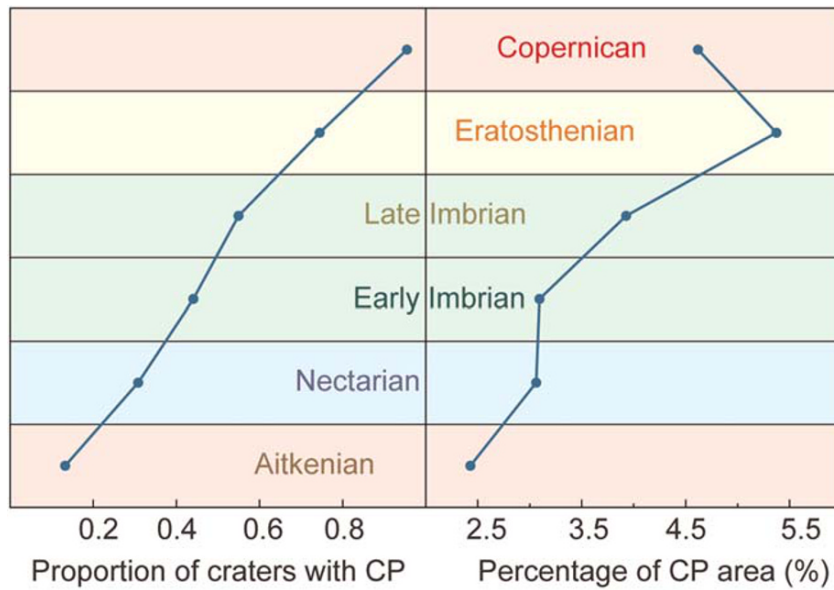 Copernican
Eratosthenian
Late Imbrian
Early Imbrian
Nectarian
Aitkenian
0.2 0.4 0.6 0.8 2.5 3.5 4.5 5.5
Proportion of craters with CP Percentage of CP area (%)